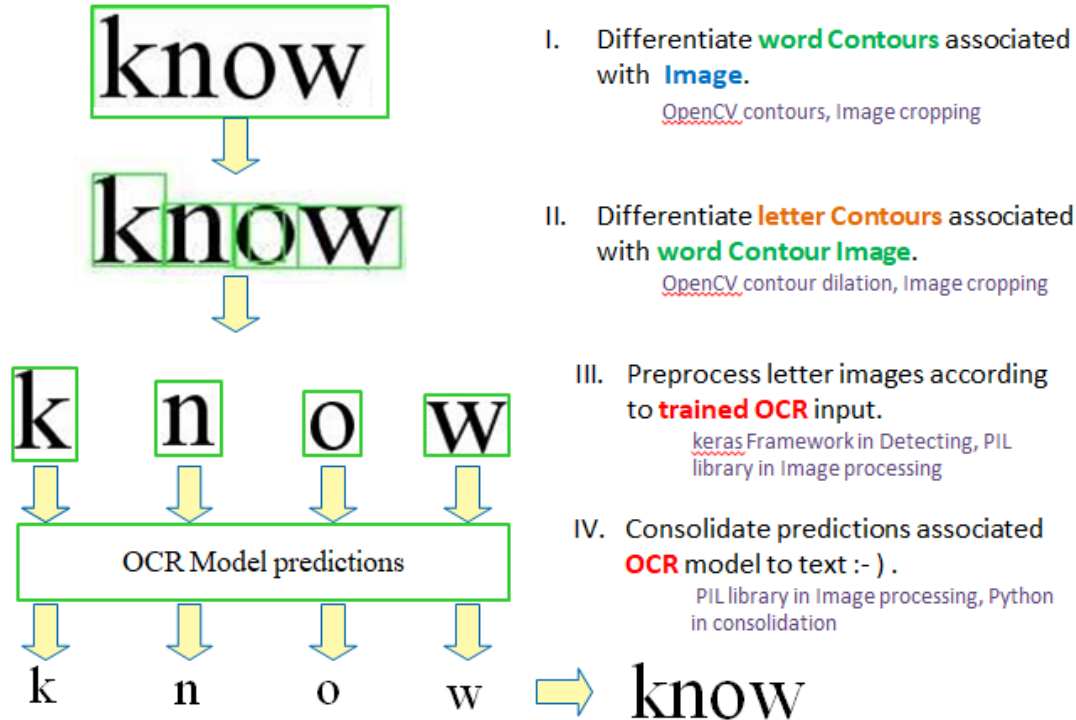 know
I. Differentiate word Contours associated
with Image.
OpenCV contours, Image cropping
know
II. Differentiate letter Contours associated
with word Contour Image.
OpenCV contour dilation, Image cropping
k n o w
III. Preprocess letter images according
to trained OCR input.
keras Framework in Detecting, PIL
library in Image processing
OCR Model predictions
IV. Consolidate predictions associated
OCR model to text :- ) .
PIL library in Image processing, Python
in consolidation
k n o w know